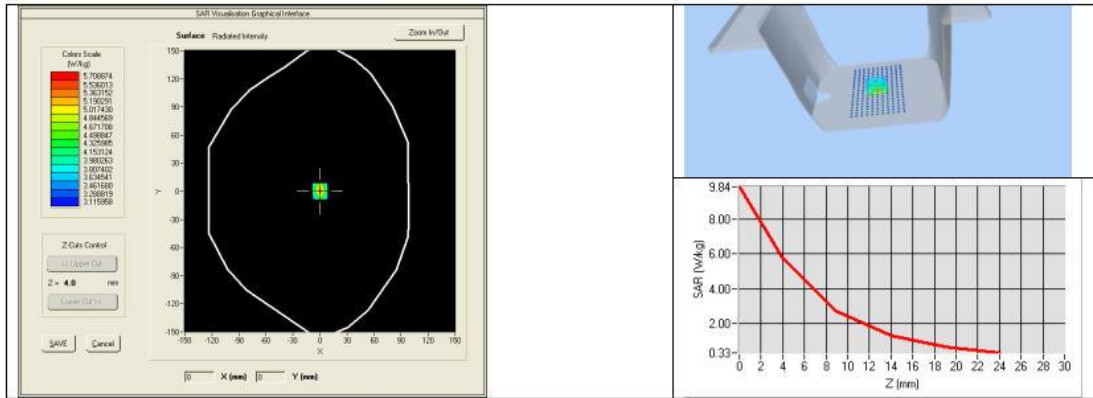 SAR Visualisation Graphical Interface
Surface Radiated Intensity
Zoom In/Out
Colors Scale
(W/kg)
5.708874
5.536013
5.363152
5.190291
5.017430
4.844569
4.671708
4.498847
4.325985
4.153124
3.980263
3.807402
3.634541
3.461680
3.288819
3.115958
Z-Cuts Control
<< Upper Cut
Z = 4.0 mm
Lower Cut >>
SAVE Cancel
150-
120-
90-
60-
30-
Y 0-
-30-
-60-
-90-
-120-
-150-
-150 -120 -90 -60 -30 0 30 60 90 120 150
X
0 X (mm) 0 Y (mm)
9.84
8.00
6.00
4.00
2.00
0.33
SAR (W/kg)
0 2 4 6 8 10 12 14 16 18 20 22 24 26 28 30
Z (mm)